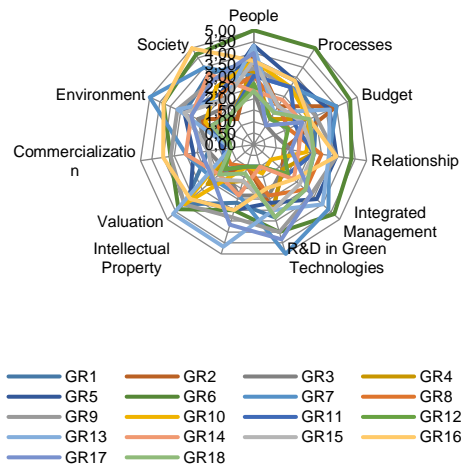 People
Processes
Budget
Relationship
Integrated
Management
R&D in Green
Technologies
Intellectual
Property
Valuation
Commercializatio
n
Environment
Society
5,00
4,50
4,00
3,50
3,00
2,50
2,00
1,50
1,00
0,50
0,00
GR1 GR2 GR3 GR4
GR5 GR6 GR7 GR8
GR9 GR10 GR11 GR12
GR13 GR14 GR15 GR16
GR17 GR18